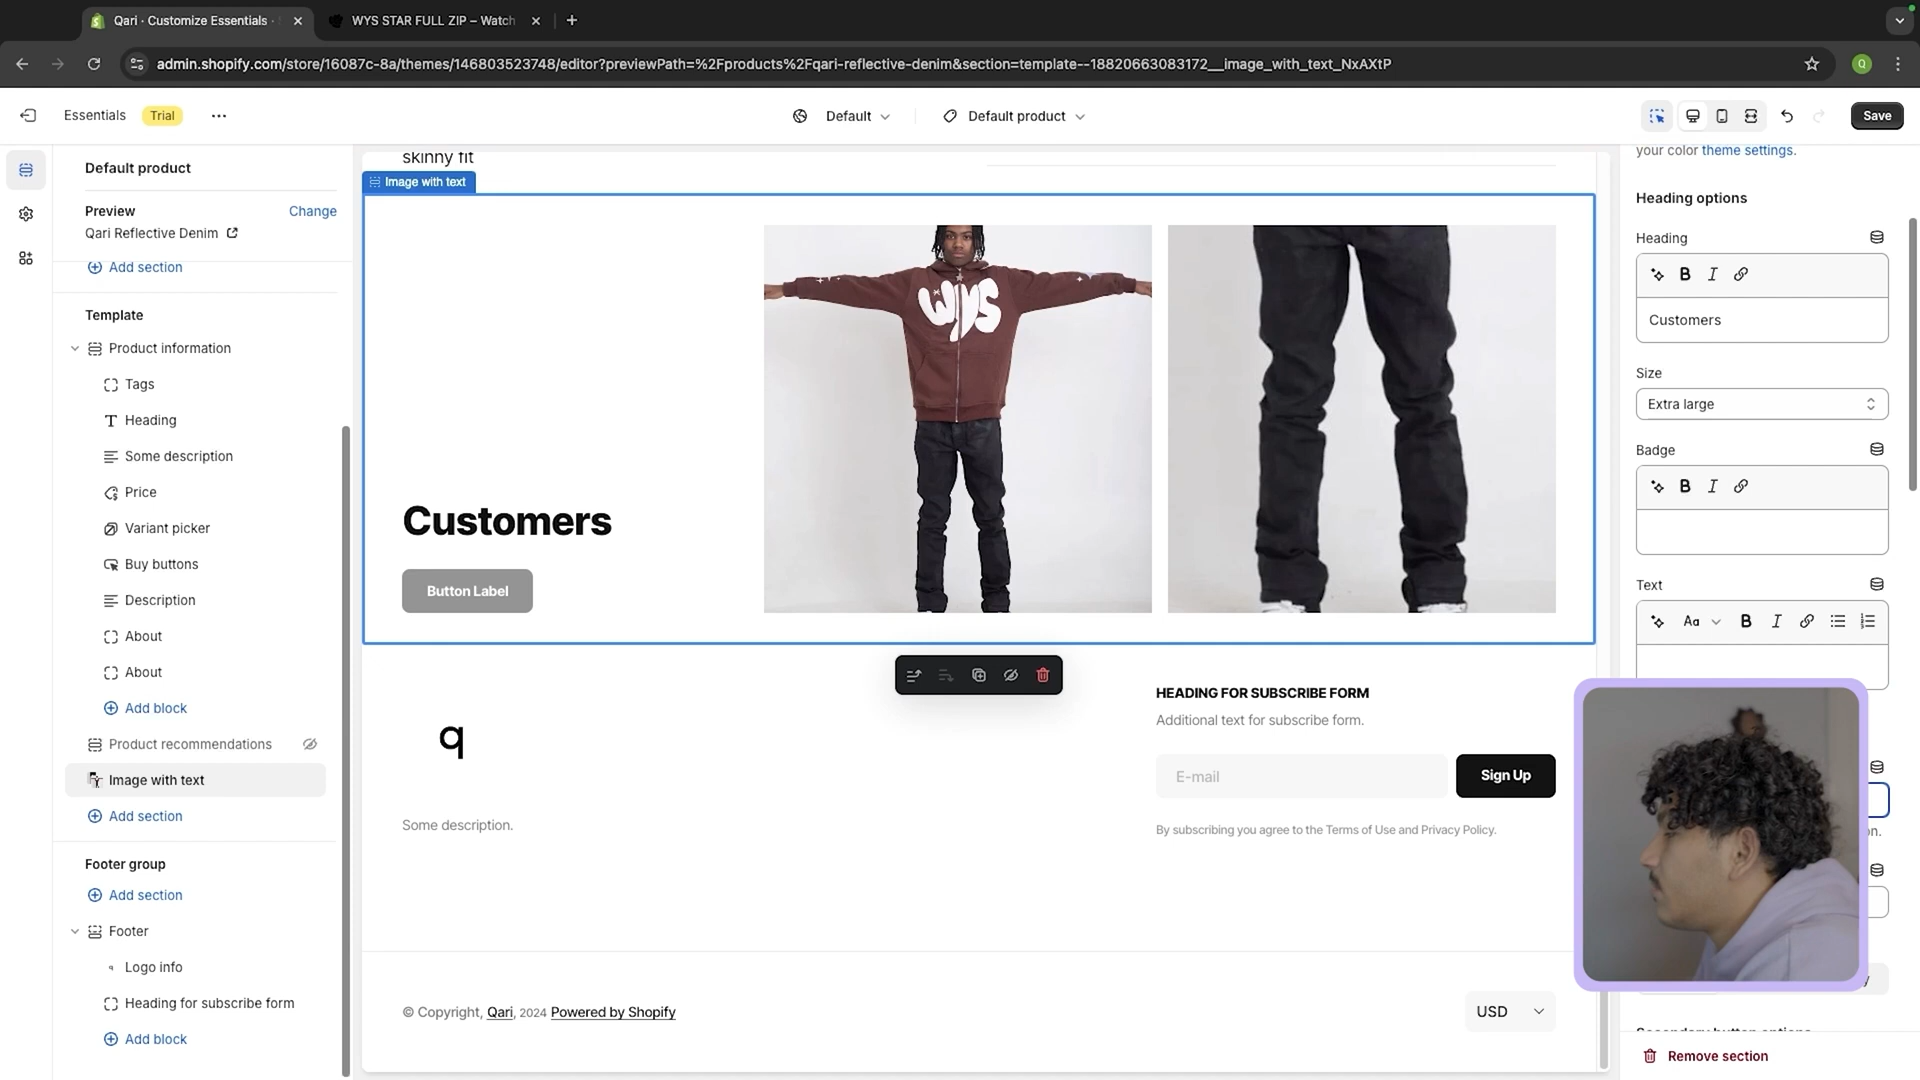 Qari · Customize Essentials ·
WYS STAR FULL ZIP – Watch
admin.shopify.com/store/16087c-8a/themes/146803523748/editor?previewPath=%2Fproducts%2Fqari-reflective-denim&section=template--18820663083172__image_with_text_NxAXtP
Q
Essentials
Trial
Default
Default product
Save
Default product
Preview
Change
Qari Reflective Denim
Add section
Template
Product information
Tags
Heading
Some description
Price
Variant picker
Buy buttons
Description
About
About
Add block
Product recommendations
Image with text
Add section
Footer group
Add section
Footer
Logo info
Heading for subscribe form
Add block
skinny fit
Image with text
wys
Customers
Button Label
q
Some description.
HEADING FOR SUBSCRIBE FORM
Additional text for subscribe form.
E-mail
Sign Up
By subscribing you agree to the Terms of Use and Privacy Policy.
© Copyright, Qari, 2024 Powered by Shopify
USD
your color theme settings.
Heading options
Heading
B I
Customers
Size
Extra large
Badge
B I
Text
Aa B I
Remove section